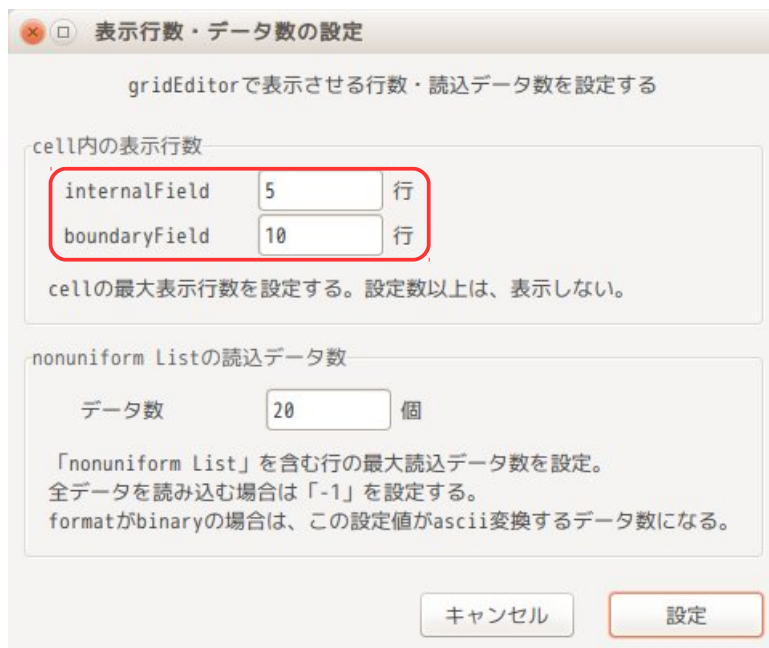 表示行数・データ数の設定
gridEditorで表示させる行数・読込データ数を設定する
cell内の表示行数
internalField 5 行
boundaryField 10 行
cellの最大表示行数を設定する。設定数以上は、表示しない。
nonuniform Listの読込データ数
データ数 20 個
「nonuniform List」を含む行の最大読込データ数を設定。
全データを読み込む場合は「-1」を設定する。
formatがbinaryの場合は、この設定値がascii変換するデータ数になる。
キャンセル 設定